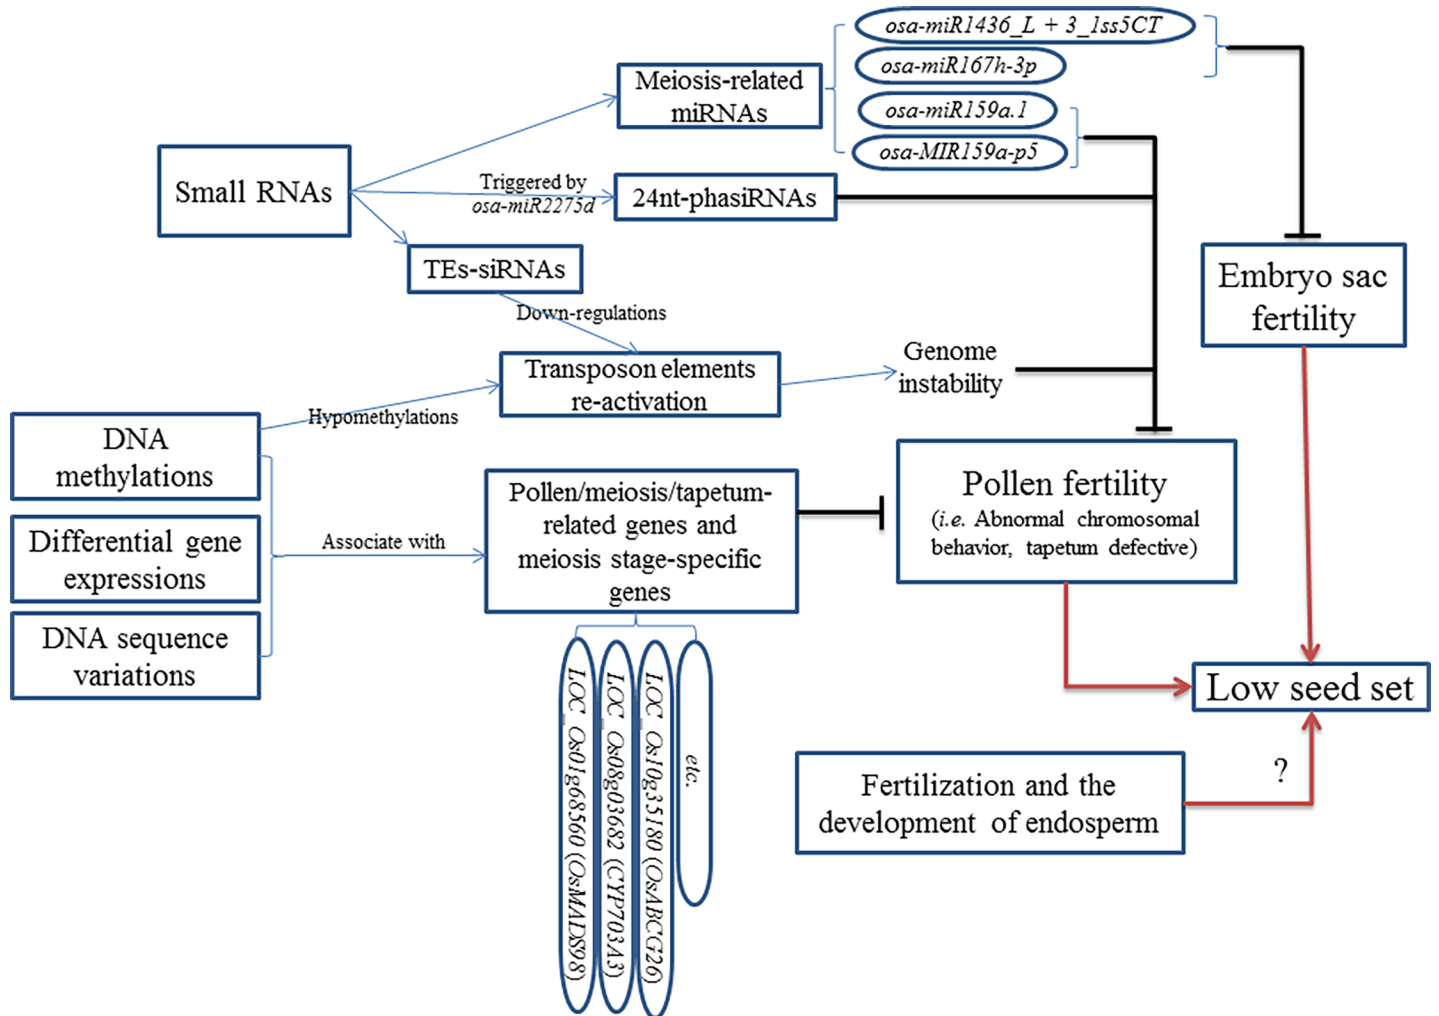 osa-miR1436_L + 3_1ss5CT
osa-miR167h-3p
Meiosis-related
miRNAs
osa-miR159a.1
osa-MIR159a-p5
Small RNAs
Triggered by
osa-miR2275d
24nt-phasiRNAs
TEs-siRNAs
Embryo sac
fertility
Down-regulations
Transposon elements
re-activation
Genome
instability
Hypomethylations
DNA
methylations
Differential gene
expressions
DNA sequence
variations
Associate with
Pollen/meiosis/tapetum-
related genes and
meiosis stage-specific
genes
Pollen fertility
(i.e. Abnormal chromosomal
behavior, tapetum defective)
LOC_Os01g68560 (OsMADS98)
LOC_Os08g03682 (CYP703A3)
LOC_Os10g35180 (OsABCG26)
etc.
Low seed set
?
Fertilization and the
development of endosperm